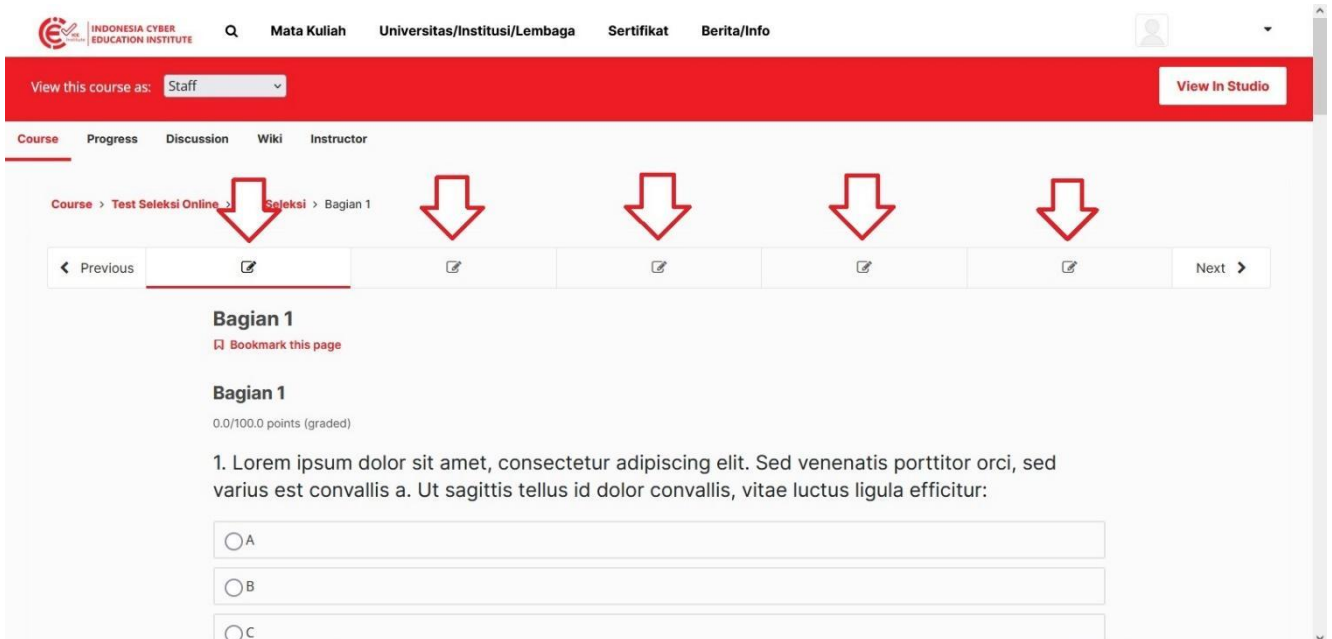 INDONESIA CYBER
EDUCATION INSTITUTE
Mata Kuliah Universitas/Institusi/Lembaga Sertifikat Berita/Info
View this course as: Staff View In Studio
Course Progress Discussion Wiki Instructor
Course > Test Seleksi Online > Seleksi > Bagian 1
Previous Next
Bagian 1
Bookmark this page
Bagian 1
0.0/100.0 points (graded)
1. Lorem ipsum dolor sit amet, consectetur adipiscing elit. Sed venenatis porttitor orci, sed
varius est convallis a. Ut sagittis tellus id dolor convallis, vitae luctus ligula efficitur:
A
B
C